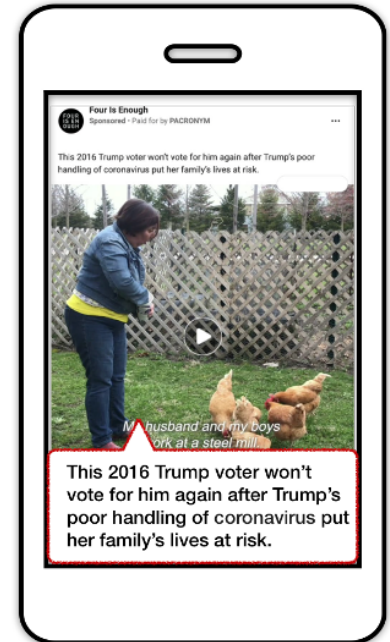 FOUR
IS EN
OUGH
Four Is Enough
Sponsored • Paid for by PACRONYM
This 2016 Trump voter won't vote for him again after Trump's poor
handling of coronavirus put her family's lives at risk.
My husband and my boys
work at a steel mill.
This 2016 Trump voter won't
vote for him again after Trump's
poor handling of coronavirus put
her family's lives at risk.